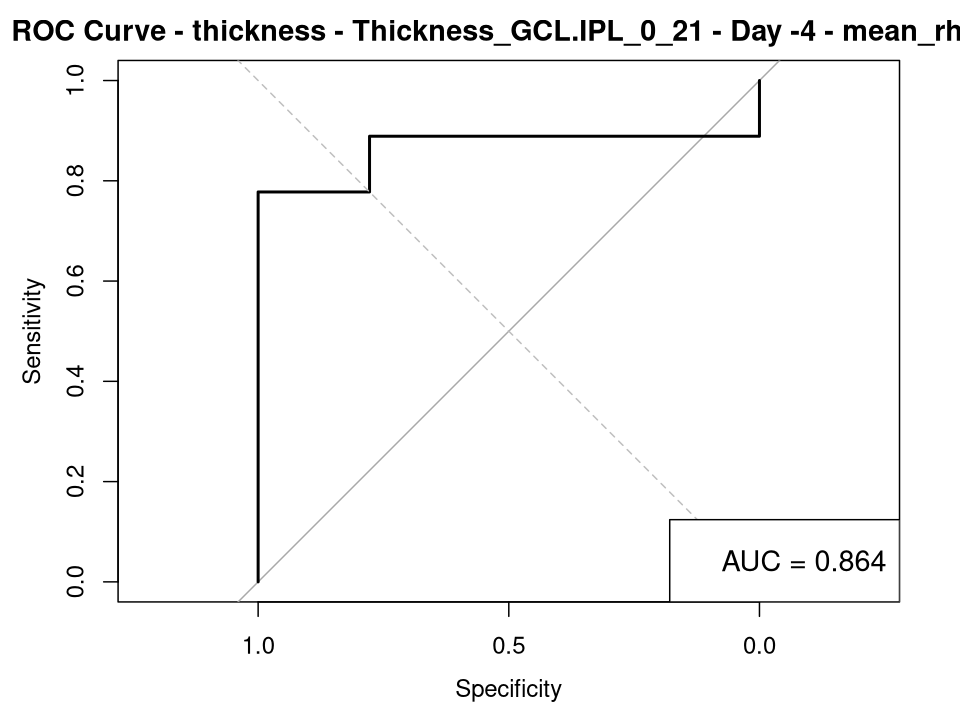 ROC Curve - thickness - Thickness_GCL.IPL_0_21 - Day -4 - mean_rh
1.0
0.8
0.6
0.4
0.2
0.0
Sensitivity
AUC = 0.864
1.0 0.5 0.0
Specificity